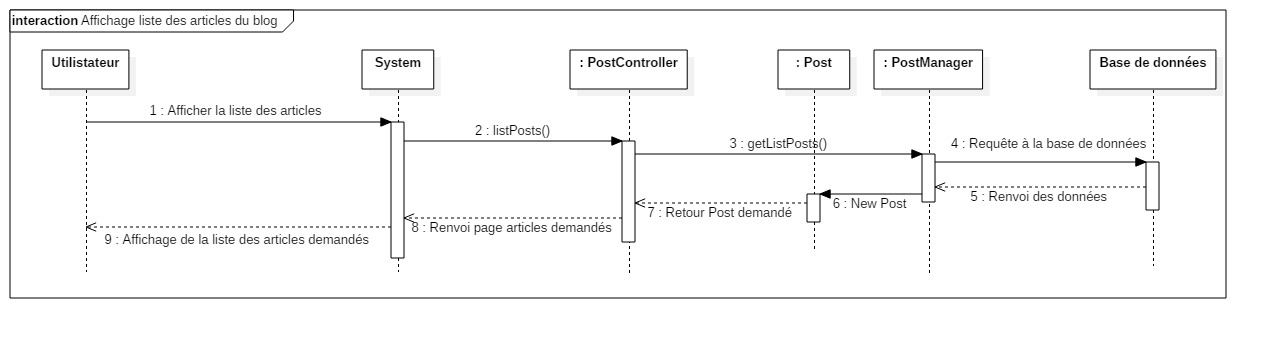 interaction Affichage liste des articles du blog
Utilistateur
System
: PostController
: Post
: PostManager
Base de données
1 : Afficher la liste des articles
2 : listPosts()
3 : getListPosts()
4 : Requête à la base de données
5 : Renvoi des données
6 : New Post
7 : Retour Post demandé
8 : Renvoi page articles demandés
9 : Affichage de la liste des articles demandés